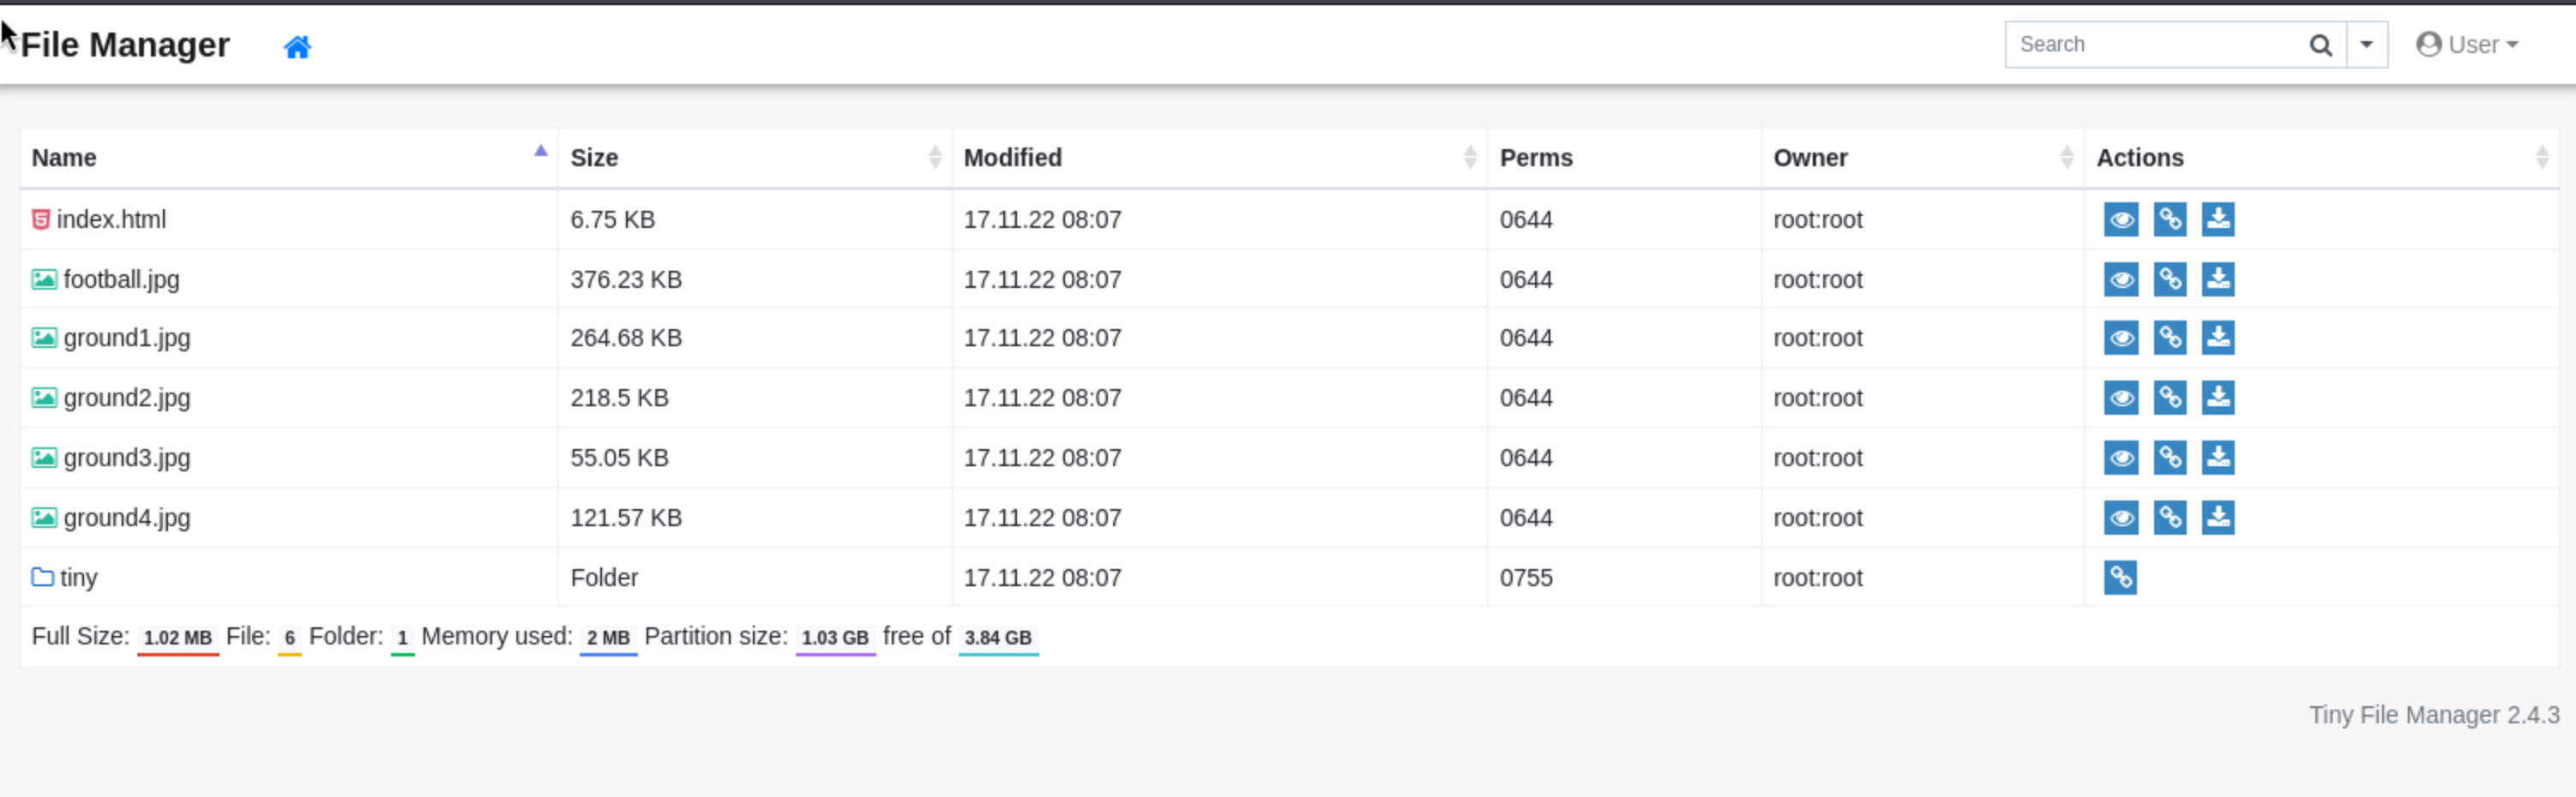 File Manager Search User
Name Size Modified Perms Owner Actions
index.html 6.75 KB 17.11.22 08:07 0644 root:root
football.jpg 376.23 KB 17.11.22 08:07 0644 root:root
ground1.jpg 264.68 KB 17.11.22 08:07 0644 root:root
ground2.jpg 218.5 KB 17.11.22 08:07 0644 root:root
ground3.jpg 55.05 KB 17.11.22 08:07 0644 root:root
ground4.jpg 121.57 KB 17.11.22 08:07 0644 root:root
tiny Folder 17.11.22 08:07 0755 root:root
Full Size: 1.02 MB File: 6 Folder: 1 Memory used: 2 MB Partition size: 1.03 GB free of 3.84 GB
Tiny File Manager 2.4.3